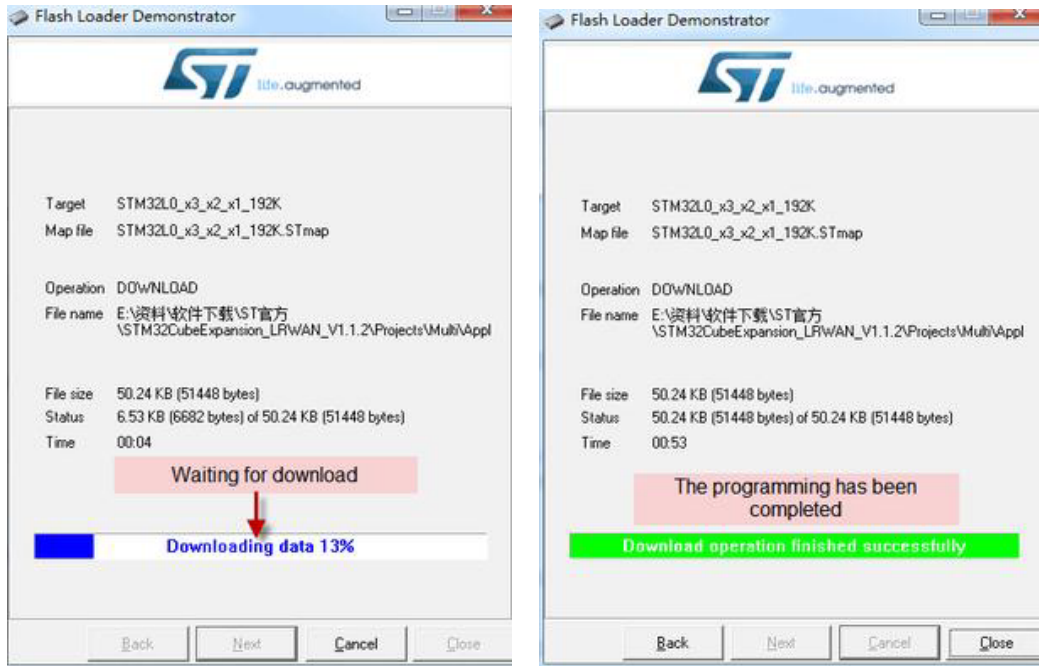 Flash Loader Demonstrator
ST
life.augmented
Target STM32L0_x3_x2_x1_192K
Map file STM32L0_x3_x2_x1_192K.STmap
Operation DOWNLOAD
File name E:\资料\软件下载\ST官方
\STM32CubeExpansion_LRWAN_V1.1.2\Projects\Multi\Appl
File size 50.24 KB (51448 bytes)
Status 6.53 KB (6682 bytes) of 50.24 KB (51448 bytes)
Time 00:04
Waiting for download
Downloading data 13%
Back Next Cancel Close
Flash Loader Demonstrator
ST
life.augmented
Target STM32L0_x3_x2_x1_192K
Map file STM32L0_x3_x2_x1_192K.STmap
Operation DOWNLOAD
File name E:\资料\软件下载\ST官方
\STM32CubeExpansion_LRWAN_V1.1.2\Projects\Multi\Appl
File size 50.24 KB (51448 bytes)
Status 50.24 KB (51448 bytes) of 50.24 KB (51448 bytes)
Time 00:53
The programming has been
completed
Download operation finished successfully
Back Next Cancel Close